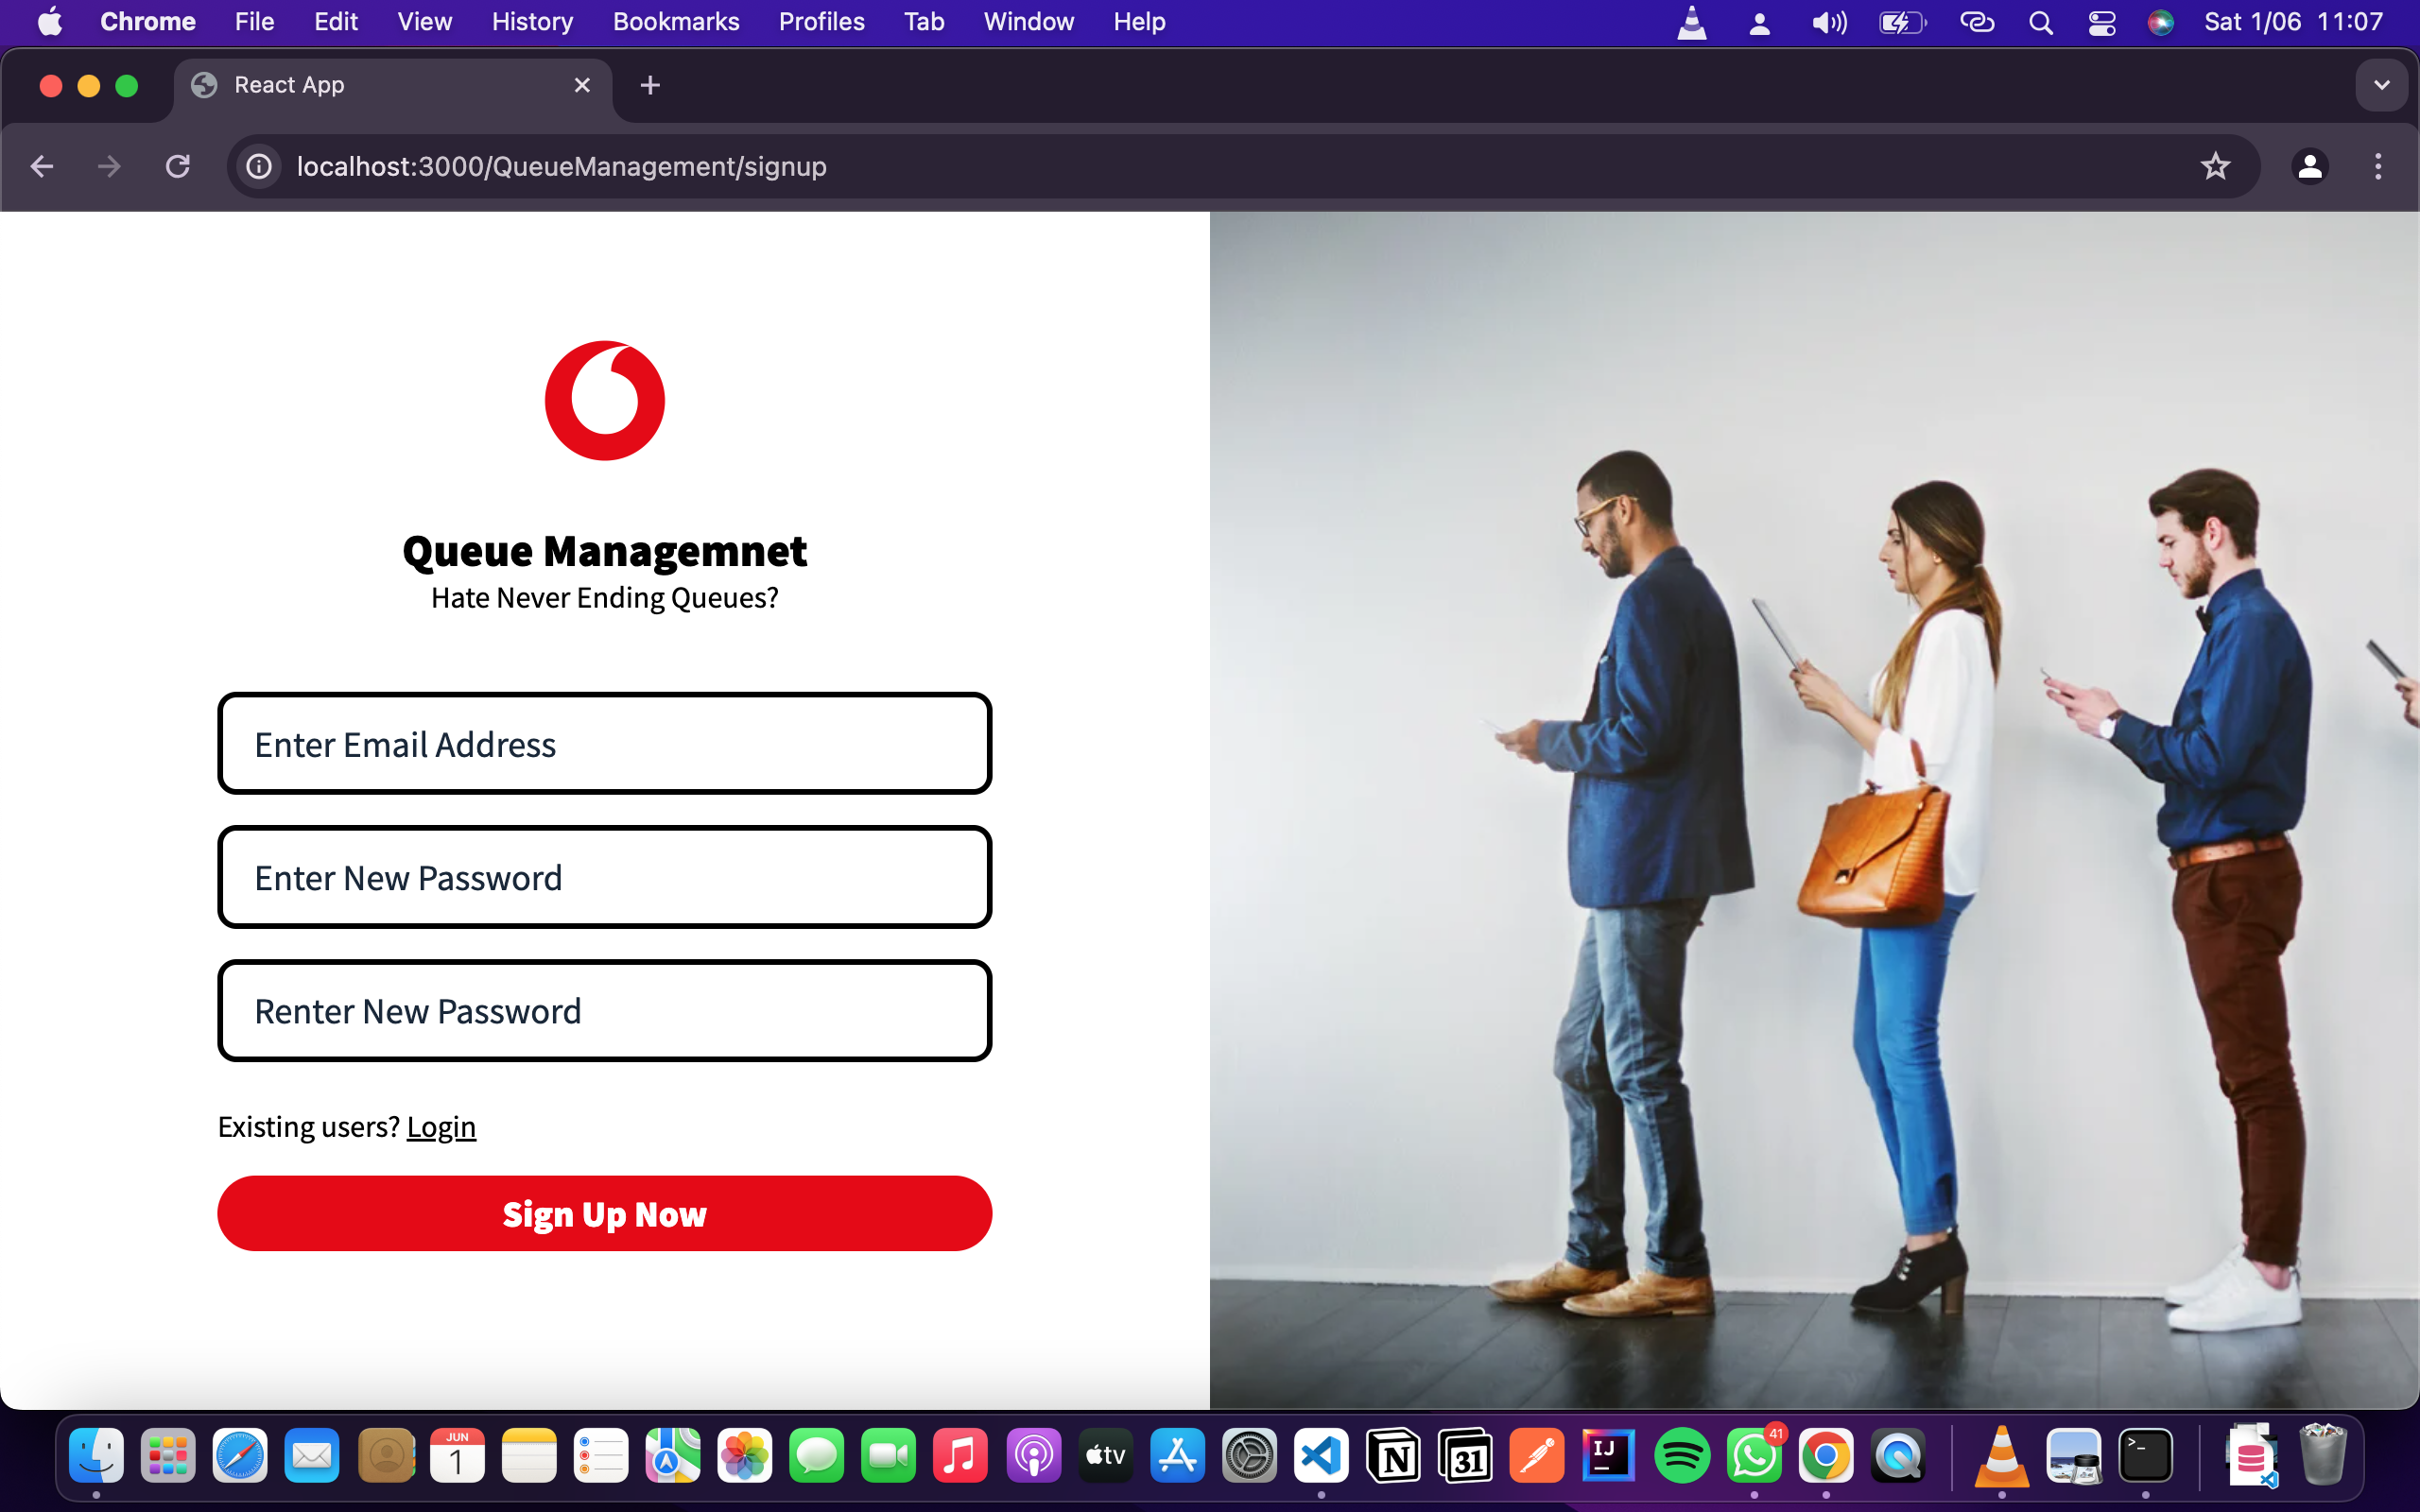 Chrome File Edit View History Bookmarks Profiles Tab Window Help Sat 1/06 11:07
React App
localhost:3000/QueueManagement/signup
Queue Managemnet
Hate Never Ending Queues?
Enter Email Address
Enter New Password
Renter New Password
Existing users? Login
Sign Up Now
JUN
1
tv
N
31
IJ
41
>_